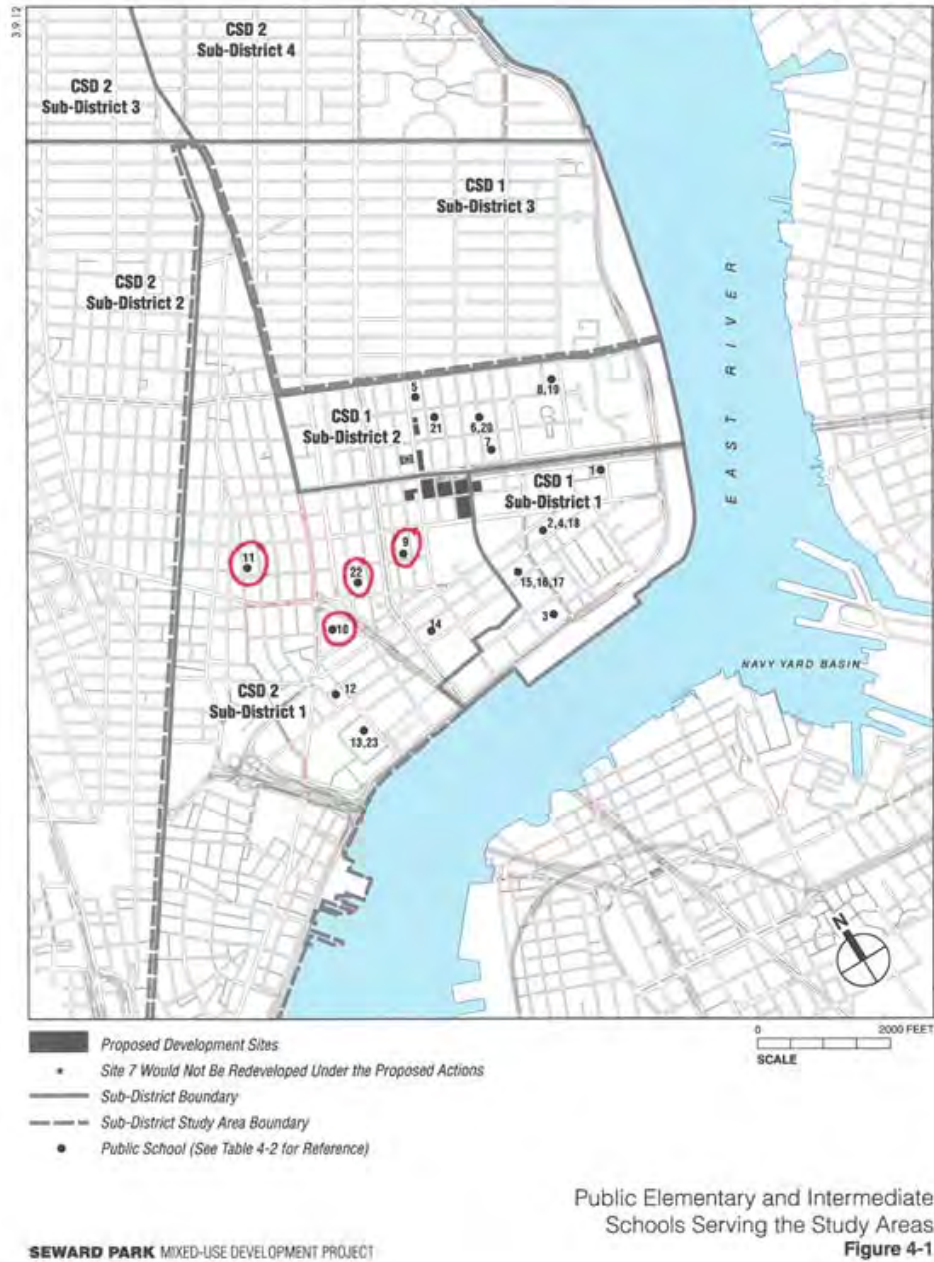 3.9.12
CSD 2
Sub-District 4
CSD 2
Sub-District 3
CSD 1
Sub-District 3
CSD 2
Sub-District 2
EAST RIVER
8,19
5
CSD 1
Sub-District 2
21
6,20
7
1
CSD 1
Sub-District 1
2,4,18
9
11
22
15,16,17
3
10
14
NAVY YARD BASIN
CSD 2
Sub-District 1
12
13,23
N
Proposed Development Sites
Site 7 Would Not Be Redeveloped Under the Proposed Actions
Sub-District Boundary
Sub-District Study Area Boundary
Public School (See Table 4-2 for Reference)
0 2000 FEET
SCALE
Public Elementary and Intermediate
Schools Serving the Study Areas
Figure 4-1
SEWARD PARK MIXED-USE DEVELOPMENT PROJECT